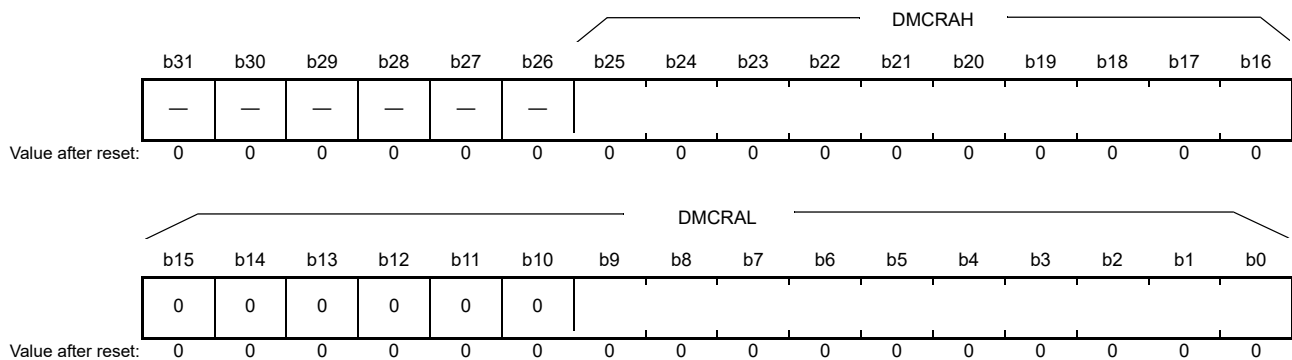 DMCRAH
b31 b30 b29 b28 b27 b26 b25 b24 b23 b22 b21 b20 b19 b18 b17 b16
— — — — — —
Value after reset: 0 0 0 0 0 0 0 0 0 0 0 0 0 0 0 0
DMCRAL
b15 b14 b13 b12 b11 b10 b9 b8 b7 b6 b5 b4 b3 b2 b1 b0
0 0 0 0 0 0
Value after reset: 0 0 0 0 0 0 0 0 0 0 0 0 0 0 0 0